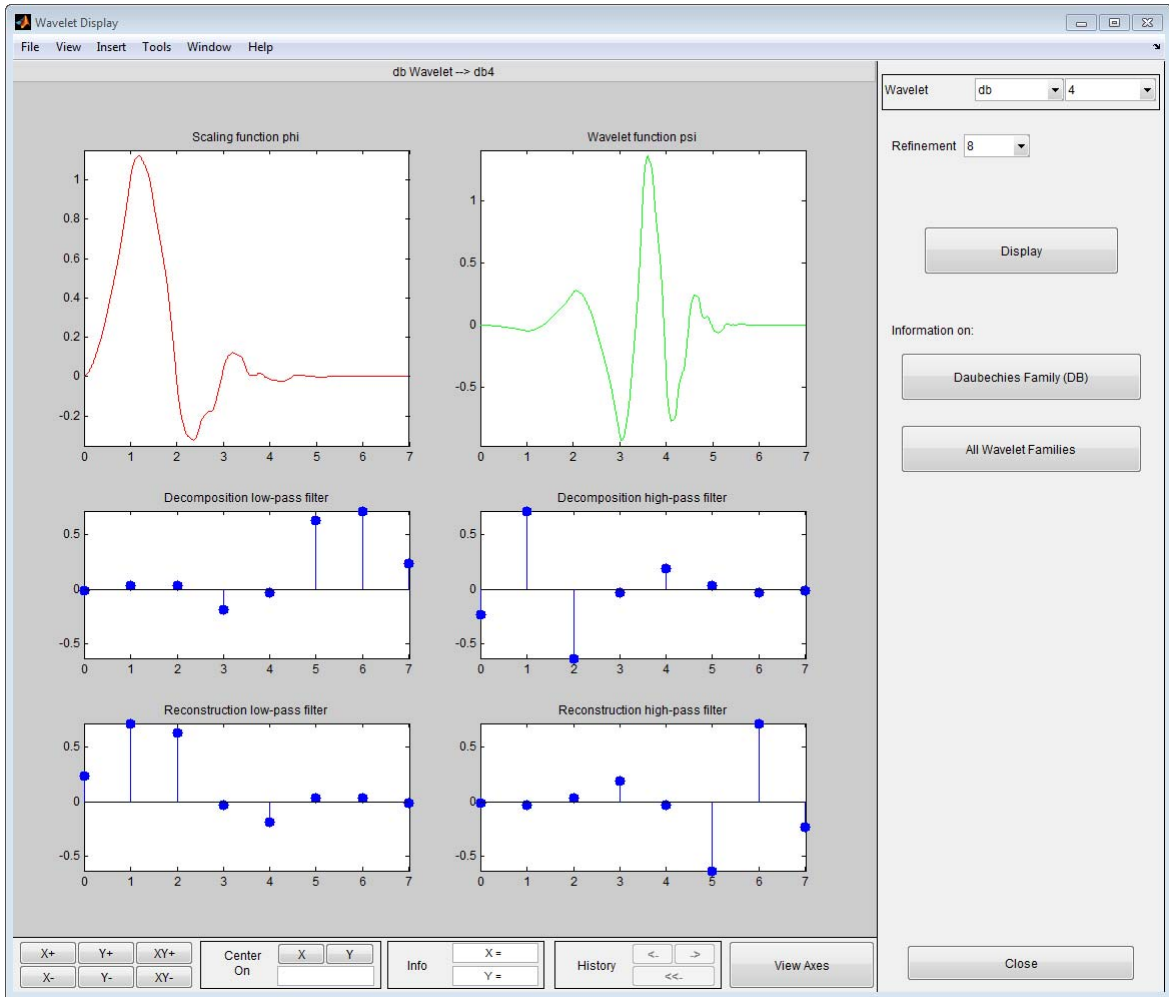 Wavelet Display
File View Insert Tools Window Help
db Wavelet --> db4
Wavelet db 4
Refinement 8
Display
Information on:
Daubechies Family (DB)
All Wavelet Families
Close
Scaling function phi
1
0.8
0.6
0.4
0.2
0
-0.2
0 1 2 3 4 5 6 7
Wavelet function psi
1
0.5
0
-0.5
0 1 2 3 4 5 6 7
Decomposition low-pass filter
0.5
0
-0.5
0 1 2 3 4 5 6 7
Decomposition high-pass filter
0.5
0
-0.5
0 1 2 3 4 5 6 7
Reconstruction low-pass filter
0.5
0
-0.5
0 1 2 3 4 5 6 7
Reconstruction high-pass filter
0.5
0
-0.5
0 1 2 3 4 5 6 7
X+ Y+ XY+
X- Y- XY-
Center On
X Y
Info
X =
Y =
History
<- ->
<<-
View Axes